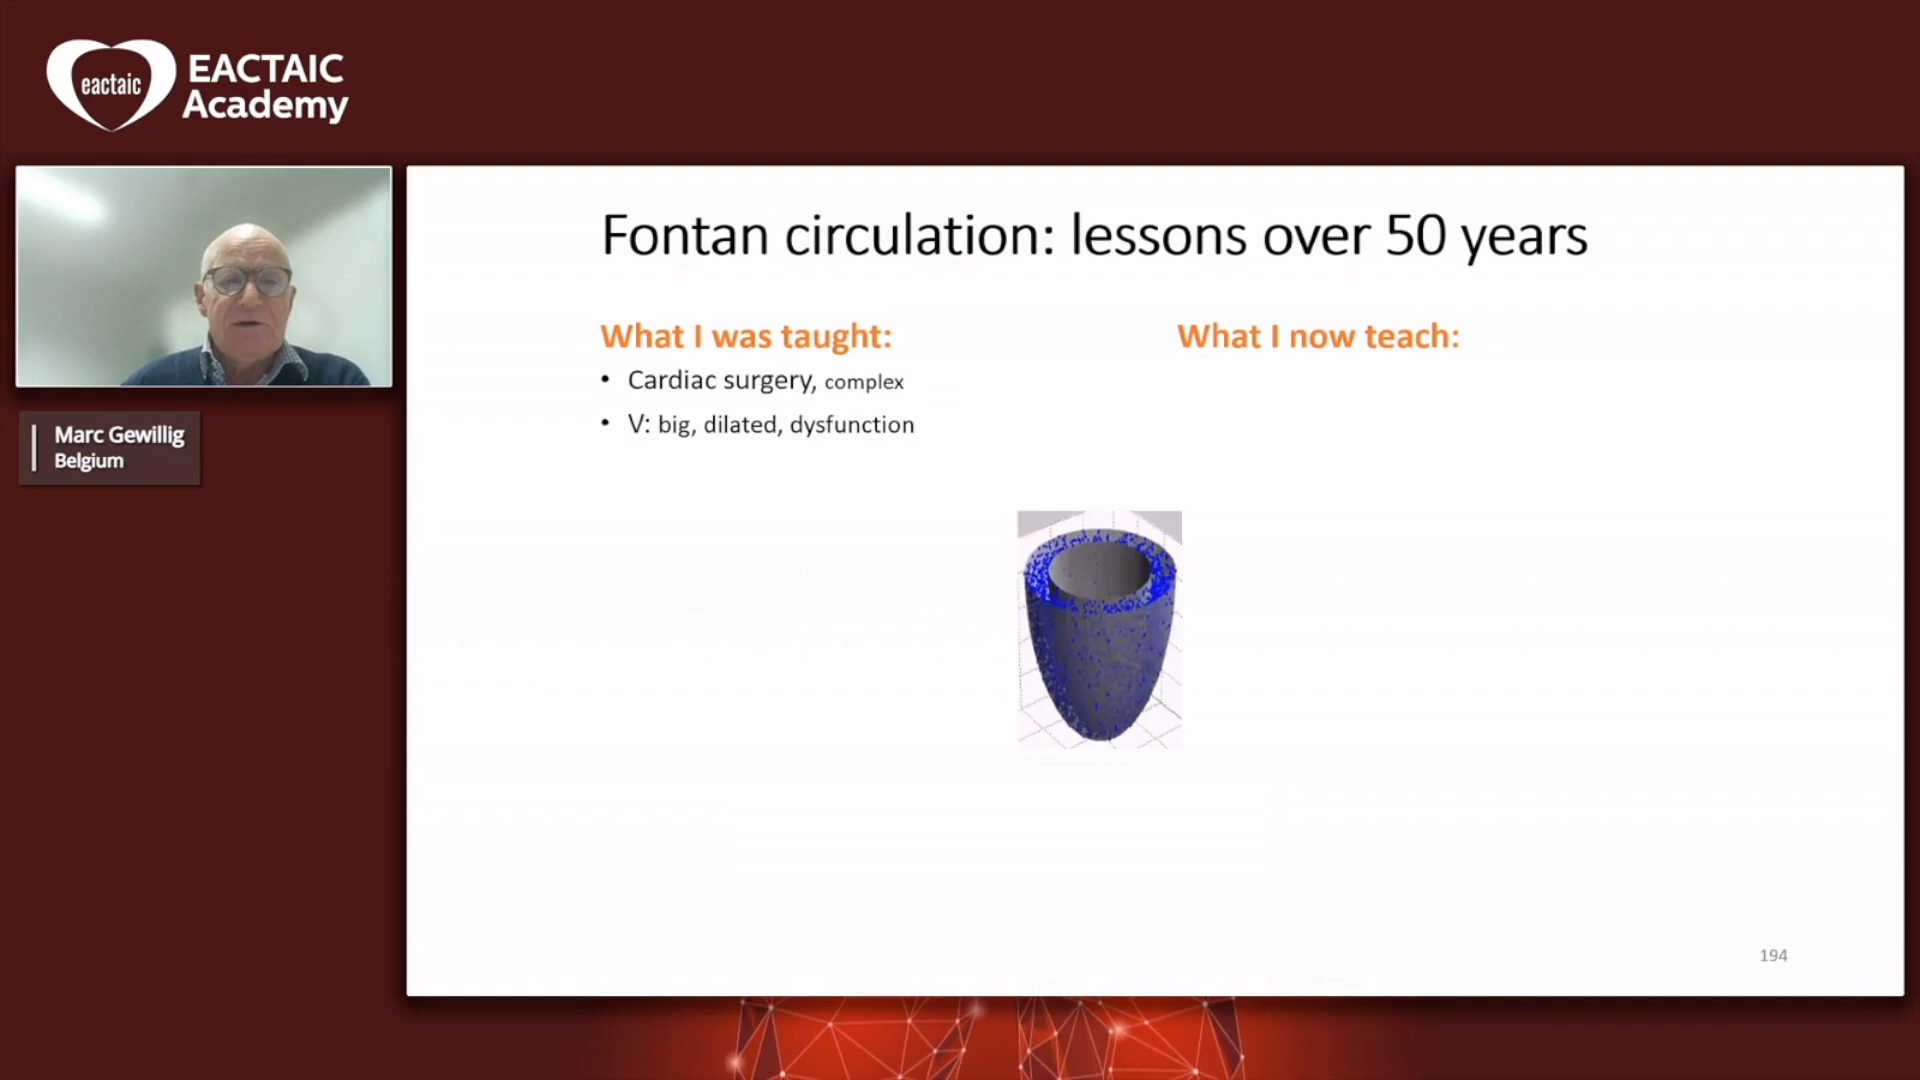 eactaic
EACTAIC
Academy
Marc Gewillig
Belgium
Fontan circulation: lessons over 50 years
What I was taught:
• Cardiac surgery, complex
• V: big, dilated, dysfunction
What I now teach:
194